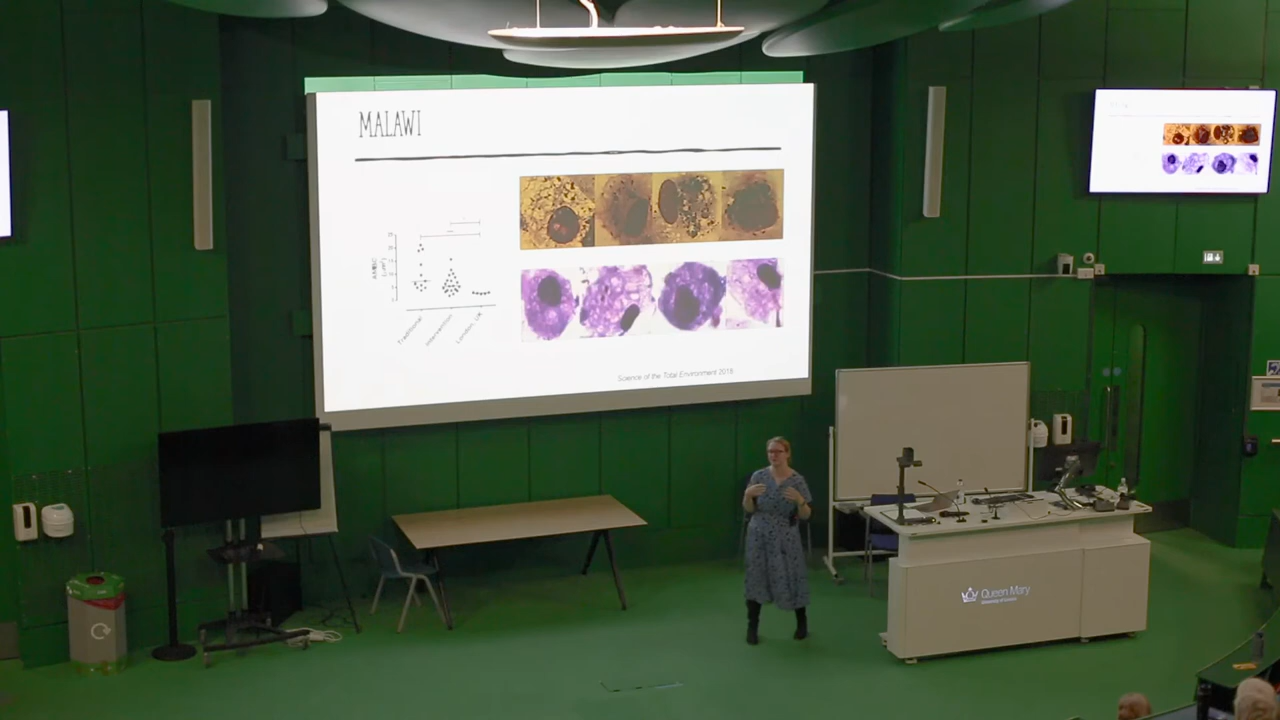 MALAWI
Traditional
Intervention
London, UK
Science of the Total Environment 2018
Queen Mary
University of London